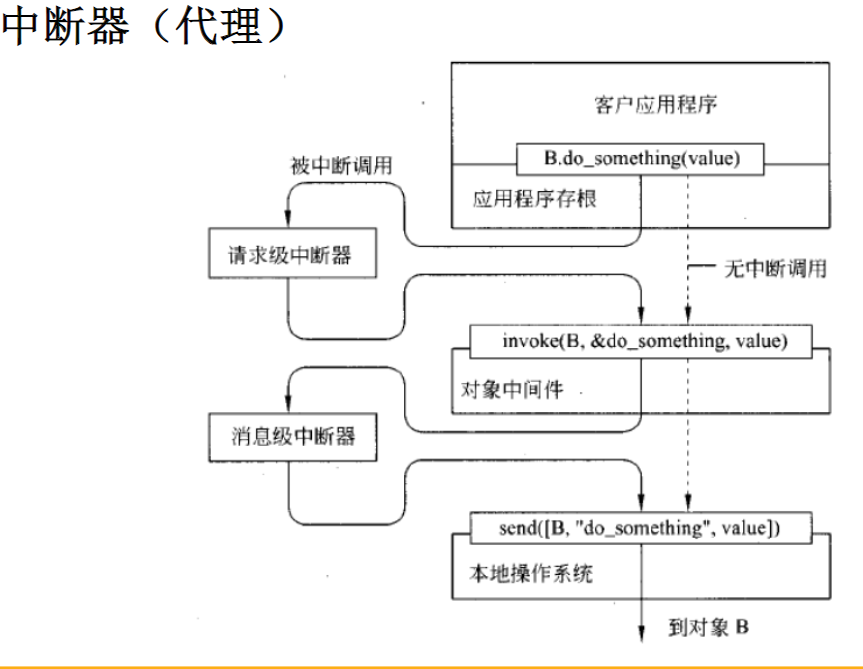 中断器（代理）
客户应用程序
B.do_something(value)
被中断调用
应用程序存根
请求级中断器
无中断调用
invoke(B, &do_something, value)
对象中间件
消息级中断器
send([B, "do_something", value])
本地操作系统
到对象 B